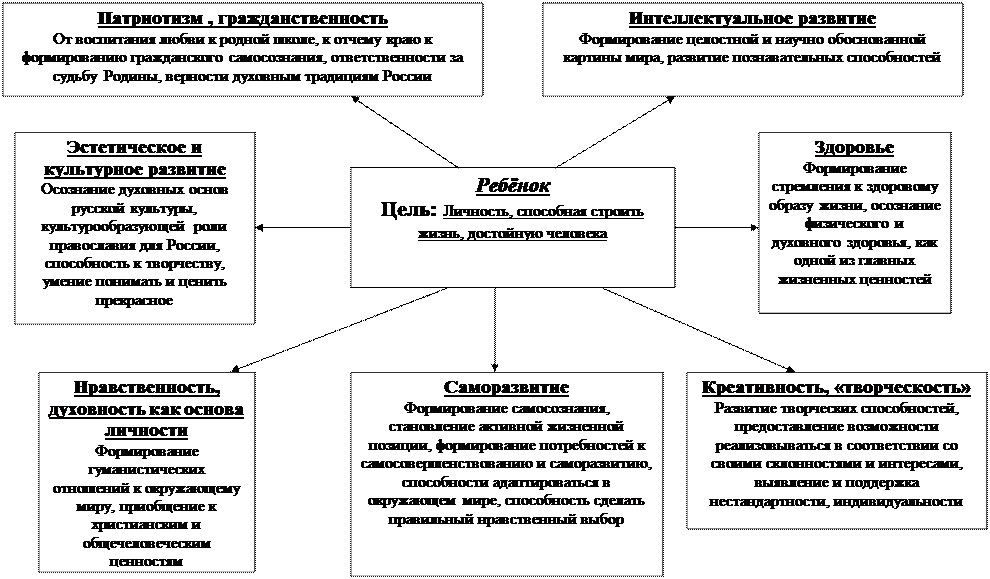 Патриотизм , гражданственность
От воспитания любви к родной школе, к отчему краю к
формированию гражданского самосознания, ответственности за
судьбу Родины, верности духовным традициям России
Интеллектуальное развитие
Формирование целостной и научно обоснованной
картины мира, развитие познавательных способностей
Эстетическое и
культурное развитие
Осознание духовных основ
русской культуры,
культурообразующей роли
православия для России,
способность к творчеству,
умение понимать и ценить
прекрасное
Ребёнок
Цель: Личность, способная строить
жизнь, достойную человека
Здоровье
Формирование
стремления к здоровому
образу жизни, осознание
физического и
духовного здоровья, как
одной из главных
жизненных ценностей
Нравственность,
духовность как основа
личности
Формирование
гуманистических
отношений к окружающему
миру, приобщение к
христианским и
общечеловеческим
ценностям
Саморазвитие
Формирование самосознания,
становление активной жизненной
позиции, формирование потребностей к
самосовершенствованию и саморазвитию,
способности адаптироваться в
окружающем мире, способность сделать
правильный нравственный выбор
Креативность, «творческость»
Развитие творческих способностей,
предоставление возможности
реализовываться в соответствии со
своими склонностями и интересами,
выявление и поддержка
нестандартности, индивидуальности